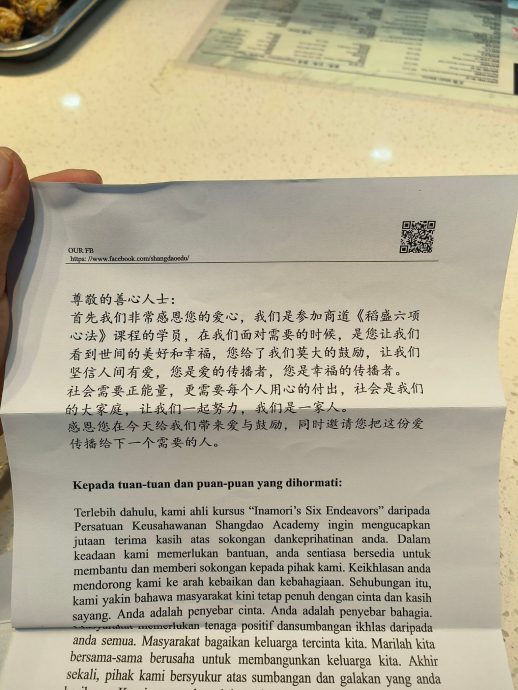 OUR FB
https: //www.facebook.com/shangdaoedu/
尊敬的善心人士：
首先我们非常感恩您的爱心，我们是参加商道《稻盛六项
心法》课程的学员，在我们面对需要的时候，是您让我们
看到世间的美好和幸福，您给了我们莫大的鼓励，让我们
坚信人间有爱，您是爱的传播者，您是幸福的传播者。
社会需要正能量，更需要每个人用心的付出，社会是我们
的大家庭，让我们一起努力，我们是一家人。
感恩您在今天给我们带来爱与鼓励，同时邀请您把这份爱
传播给下一个需要的人。
Kepada tuan-tuan dan puan-puan yang dihormati:
Terlebih dahulu, kami ahli kursus “Inamori’s Six Endeavors” daripada
Persatuan Keusahawanan Shangdao Academy ingin mengucapkan
jutaan terima kasih atas sokongan dankeprihatinan anda. Dalam
keadaan kami memerlukan bantuan, anda sentiasa bersedia untuk
membantu dan memberi sokongan kepada pihak kami. Keikhlasan anda
mendorong kami ke arah kebaikan dan kebahagiaan. Sehubungan itu,
kami yakin bahawa masyarakat kini tetap penuh dengan cinta dan kasih
sayang. Anda adalah penyebar cinta. Anda adalah penyebar bahagia.
Masyarakat memerlukan tenaga positif dansumbangan ikhlas daripada
anda semua. Masyarakat bagaikan keluarga tercinta kita. Marilah kita
bersama-sama berusaha untuk membangunkan keluarga kita. Akhir
sekali, pihak kami bersyukur atas sumbangan dan galakan yang anda